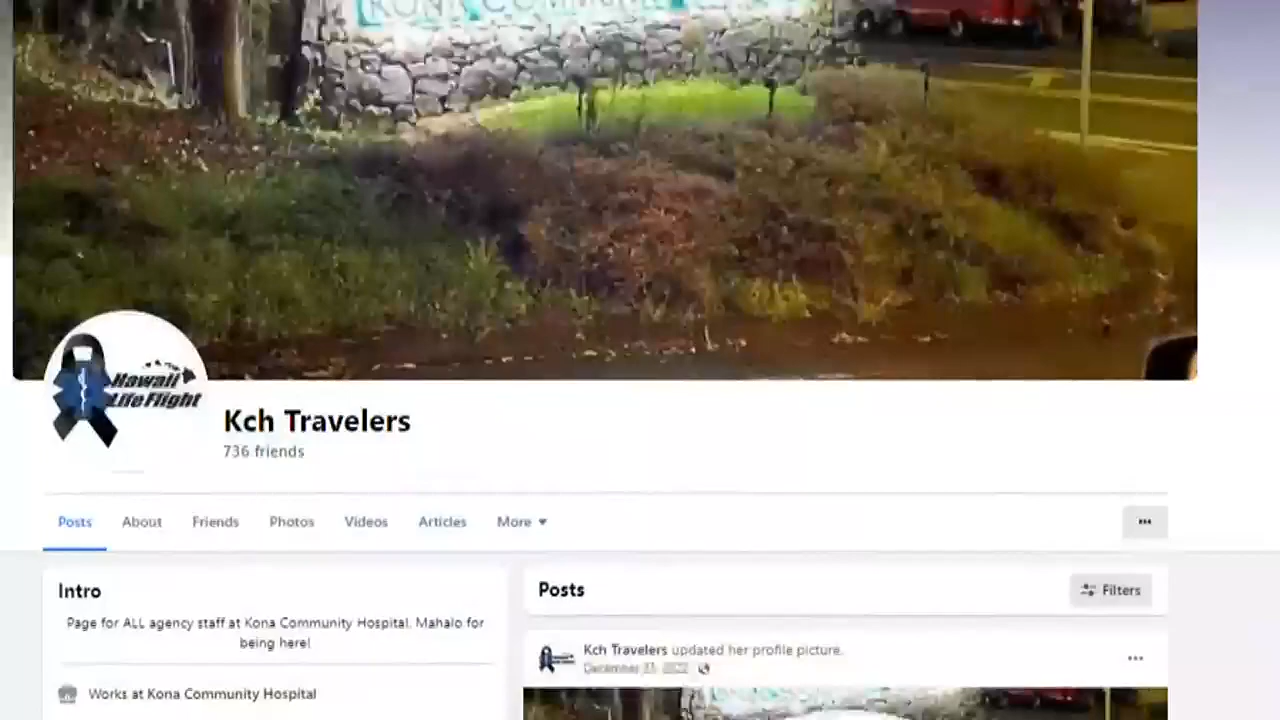 KONA COMMUNITY
Hawaii
Life Flight
Kch Travelers
736 friends
Posts About Friends Photos Videos Articles More
Intro
Page for ALL agency staff at Kona Community Hospital. Mahalo for
being here!
Works at Kona Community Hospital
Posts
Filters
Kch Travelers updated her profile picture.